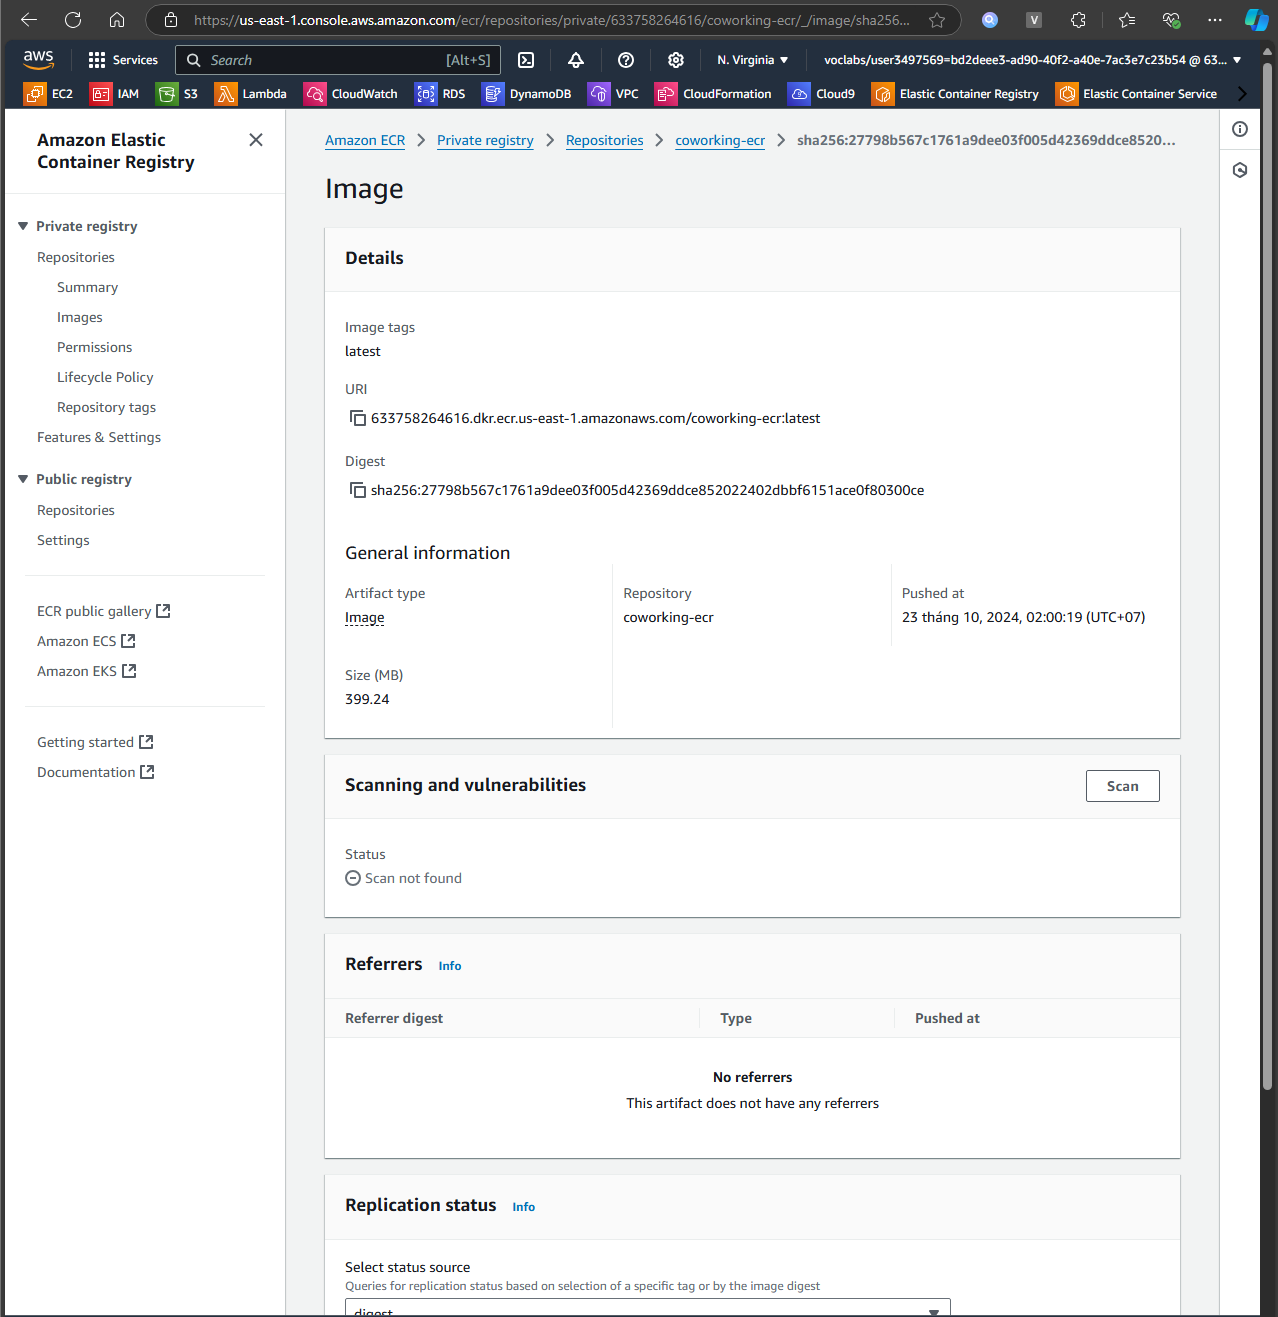 https://us-east-1.console.aws.amazon.com/ecr/repositories/private/633758264616/coworking-ecr/_/image/sha256...
V
aws
Services
Search
[Alt+S]
N. Virginia
voclabs/user3497569=bd2deee3-ad90-40f2-a40e-7ac3e7c23b54 @ 63...
EC2
IAM
S3
Lambda
CloudWatch
RDS
DynamoDB
VPC
CloudFormation
Cloud9
Elastic Container Registry
Elastic Container Service
Amazon Elastic
Container Registry
Private registry
Repositories
Summary
Images
Permissions
Lifecycle Policy
Repository tags
Features & Settings
Public registry
Repositories
Settings
ECR public gallery
Amazon ECS
Amazon EKS
Getting started
Documentation
Amazon ECR
Private registry
Repositories
coworking-ecr
sha256:27798b567c1761a9dee03f005d42369ddce8520...
Image
Details
Image tags
latest
URI
633758264616.dkr.ecr.us-east-1.amazonaws.com/coworking-ecr:latest
Digest
sha256:27798b567c1761a9dee03f005d42369ddce852022402dbbf6151ace0f80300ce
General information
Artifact type
Image
Repository
coworking-ecr
Pushed at
23 tháng 10, 2024, 02:00:19 (UTC+07)
Size (MB)
399.24
Scanning and vulnerabilities
Scan
Status
Scan not found
Referrers Info
Referrer digest
Type
Pushed at
No referrers
This artifact does not have any referrers
Replication status Info
Select status source
Queries for replication status based on selection of a specific tag or by the image digest
digest